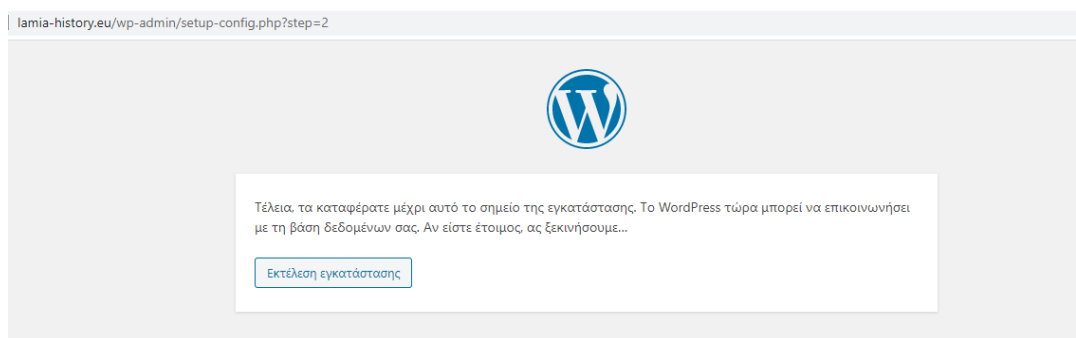 lamia-history.eu/wp-admin/setup-config.php?step=2
Τέλεια, τα καταφέρατε μέχρι αυτό το σημείο της εγκατάστασης. Το WordPress τώρα μπορεί να επικοινωνήσει
με τη βάση δεδομένων σας. Αν είστε έτοιμος, ας ξεκινήσουμε...
Εκτέλεση εγκατάστασης